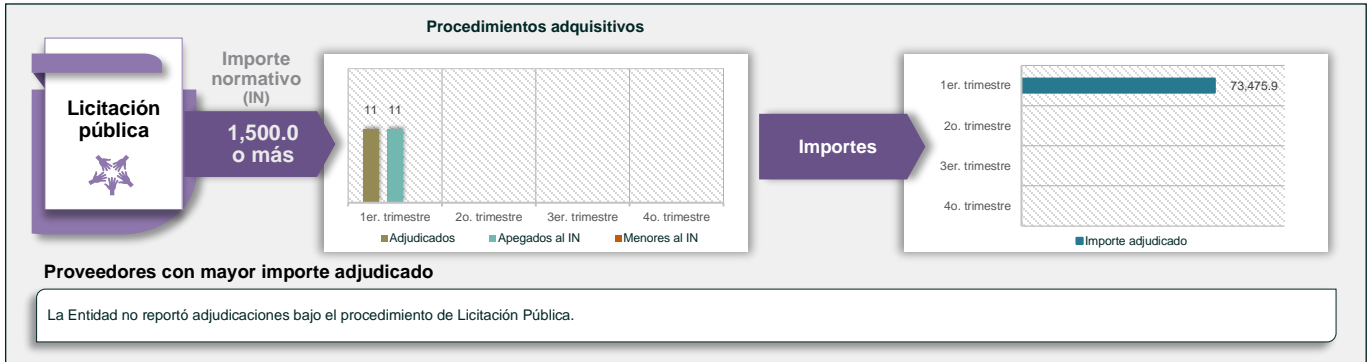 Procedimientos adquisitivos
Licitación
pública
Importe
normativo
(IN)
1,500.0
o más
11 11
1er. trimestre 2o. trimestre 3er. trimestre 4o. trimestre
Adjudicados Apegados al IN Menores al IN
Importes
1er. trimestre 73,475.9
2o. trimestre
3er. trimestre
4o. trimestre
Importe adjudicado
Proveedores con mayor importe adjudicado
La Entidad no reportó adjudicaciones bajo el procedimiento de Licitación Pública.